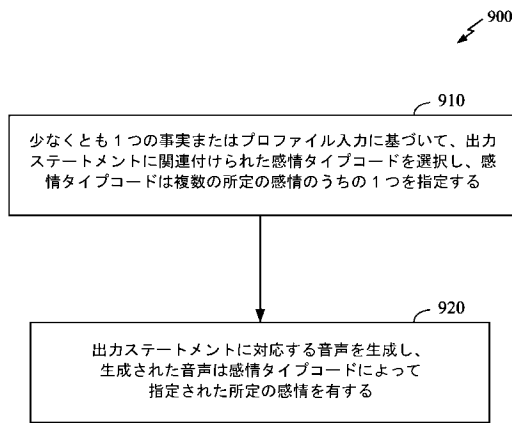 900
910
少なくとも1つの事実またはプロファイル入力に基づいて、出力
ステートメントに関連付けられた感情タイプコードを選択し、感
情タイプコードは複数の所定の感情のうちの1つを指定する
920
出力ステートメントに対応する音声を生成し、
生成された音声は感情タイプコードによって
指定された所定の感情を有する